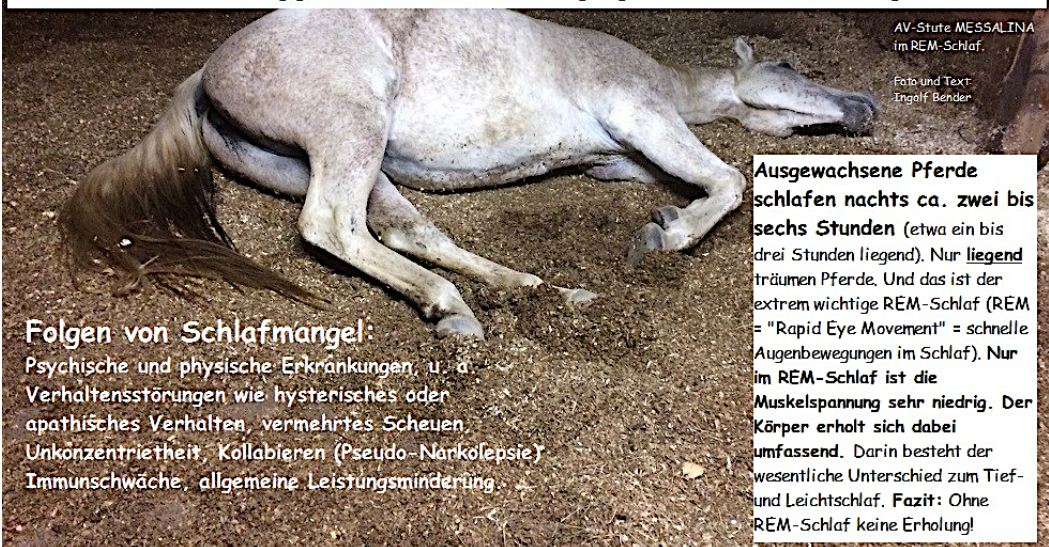 AV-Stute MESSALINA
im REM-Schlaf.
Foto und Text:
Ingolf Bender
Ausgewachsene Pferde
schlafen nachts ca. zwei bis
sechs Stunden (etwa ein bis
drei Stunden liegend). Nur liegend
träumen Pferde. Und das ist der
extrem wichtige REM-Schlaf (REM
= "Rapid Eye Movement" = schnelle
Augenbewegungen im Schlaf). Nur
im REM-Schlaf ist die
Muskelspannung sehr niedrig. Der
Körper erholt sich dabei
umfassend. Darin besteht der
wesentliche Unterschied zum Tief-
und Leichtschlaf. Fazit: Ohne
REM-Schlaf keine Erholung!
Folgen von Schlafmangel:
Psychische und physische Erkrankungen, u. a.
Verhaltensstörungen wie hysterisches oder
apathisches Verhalten, vermehrtes Scheuen,
Unkonzentrietheit, Kollabieren (Pseudo-Narkolepsie)
Immunschwäche, allgemeine Leistungsminderung.